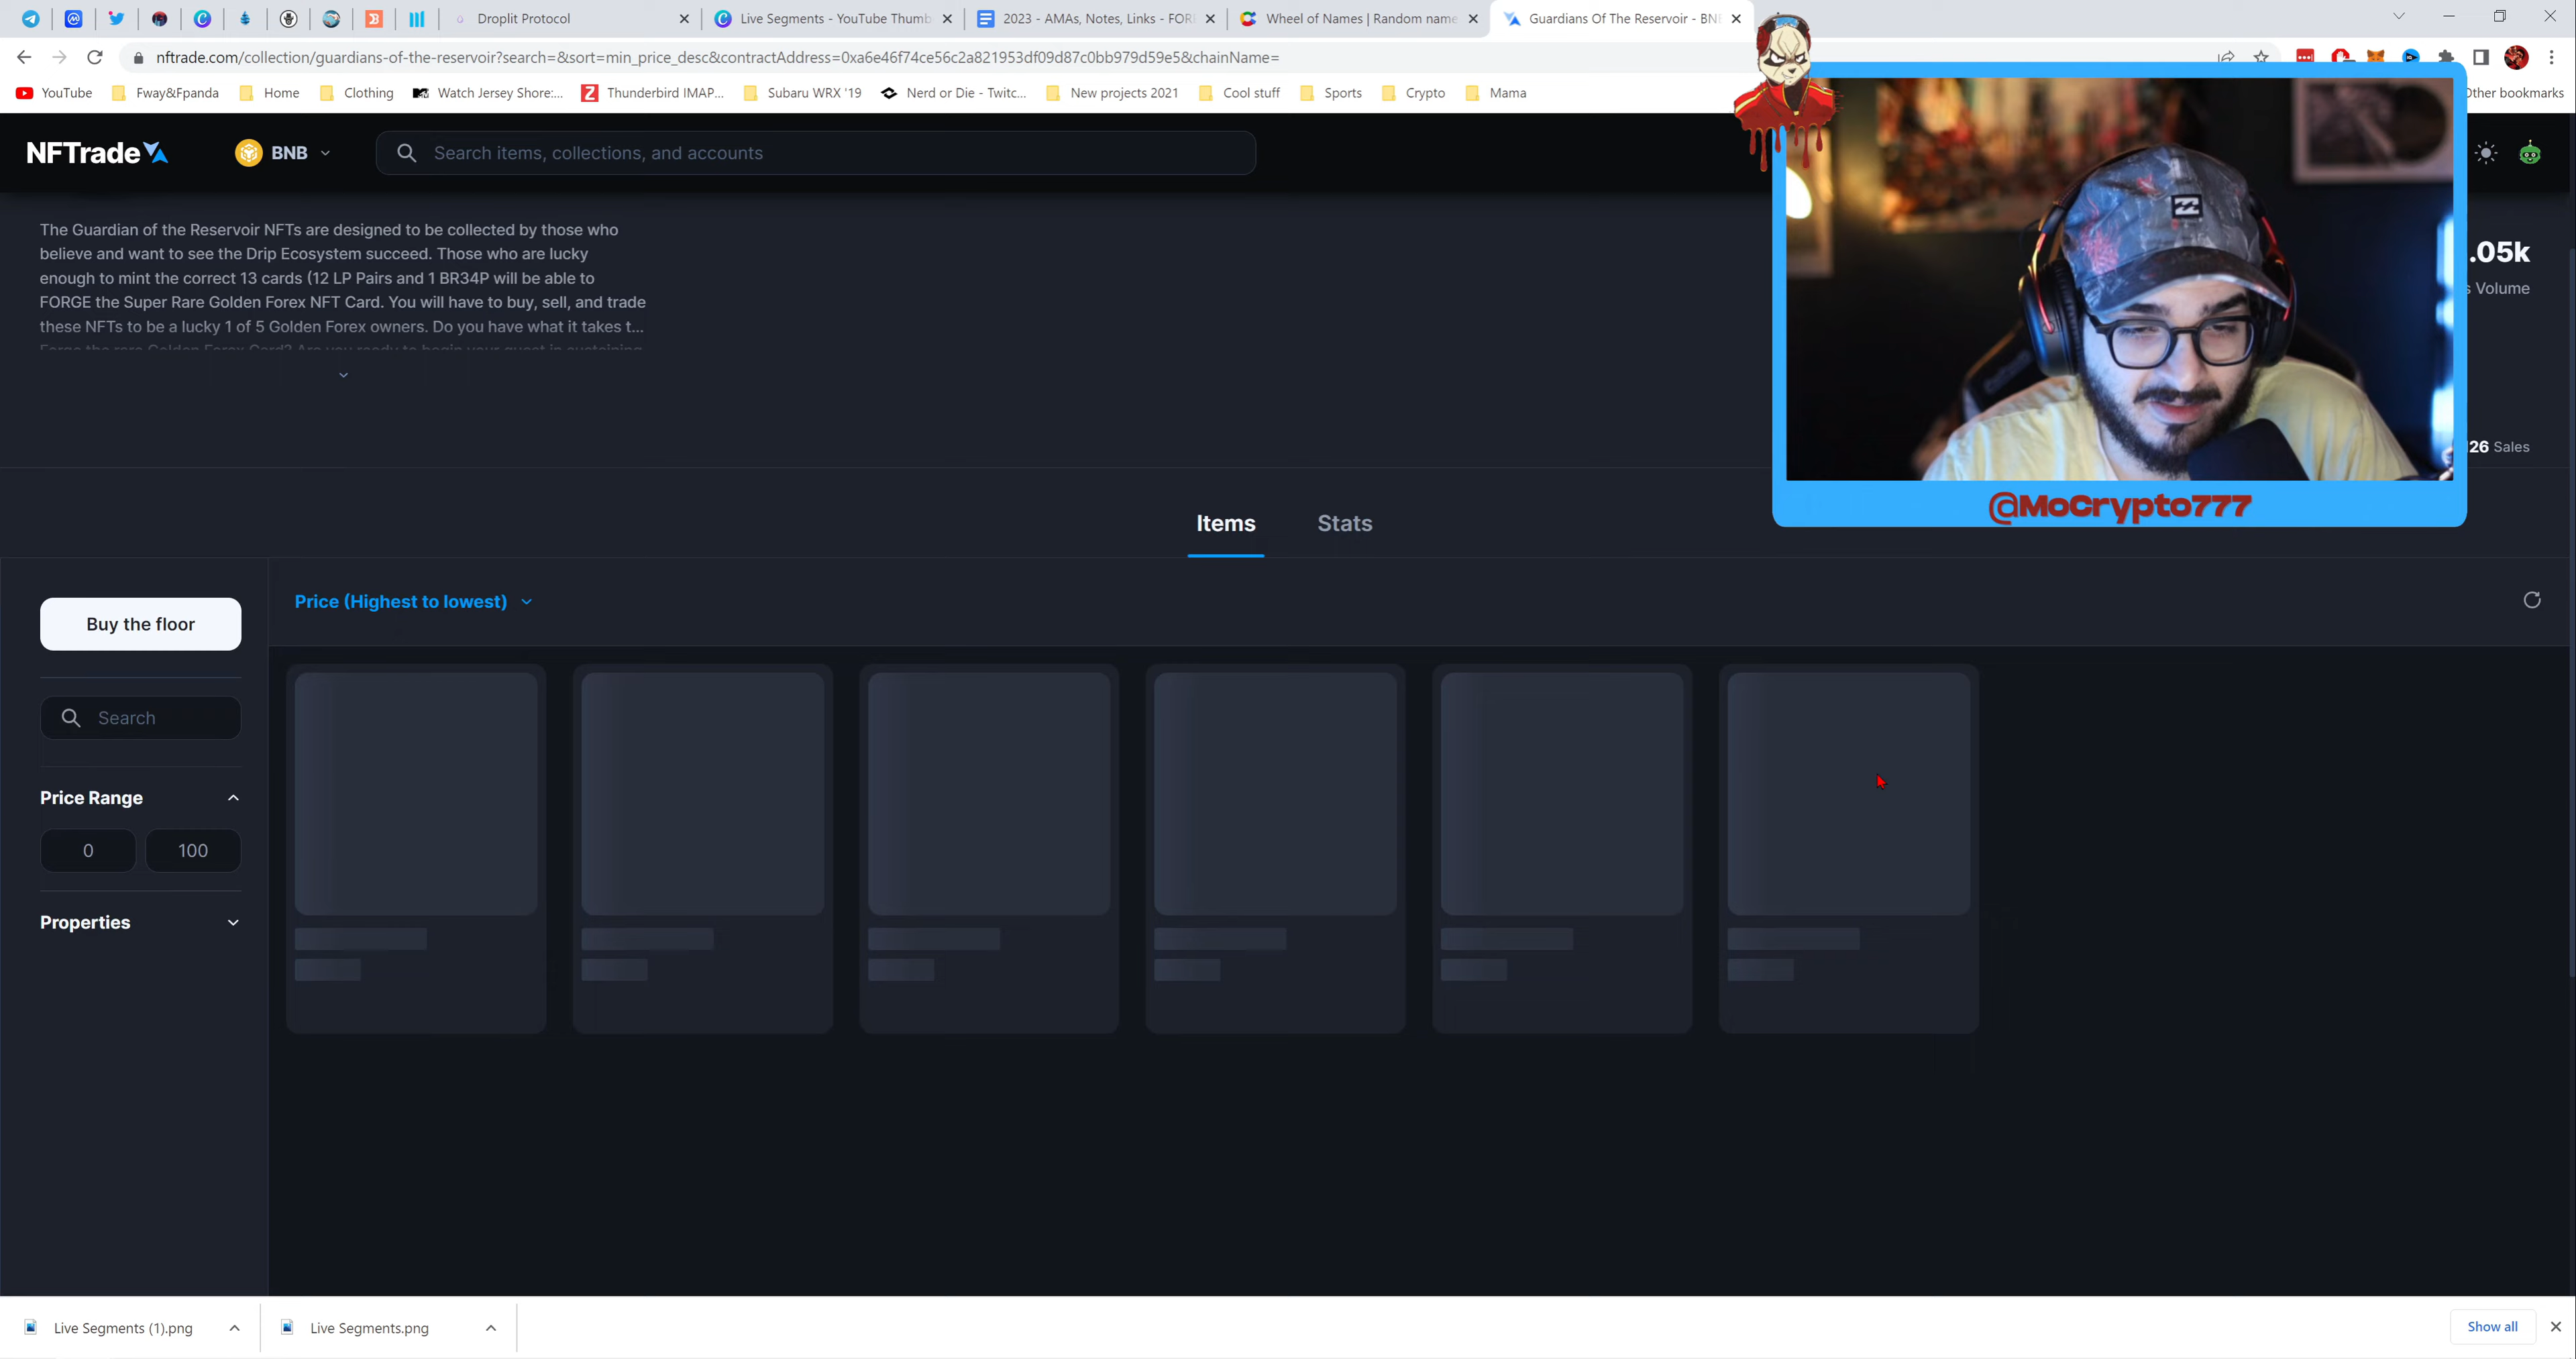 Droplit Protocol
Live Segments - YouTube Thumb
2023 - AMAs, Notes, Links - FOR
Wheel of Names | Random name
Guardians Of The Reservoir - BN
nftrade.com/collection/guardians-of-the-reservoir?search=&sort=min_price_desc&contractAddress=0xa6e46f74ce56c2a821953df09d87c0bb979d59e5&chainName=
YouTube
Fway&Fpanda
Home
Clothing
Watch Jersey Shore:...
Thunderbird IMAP...
Subaru WRX '19
Nerd or Die - Twitc...
New projects 2021
Cool stuff
Sports
Crypto
Mama
Other bookmarks
NFTrade
BNB
Search items, collections, and accounts
The Guardian of the Reservoir NFTs are designed to be collected by those who
believe and want to see the Drip Ecosystem succeed. Those who are lucky
enough to mint the correct 13 cards (12 LP Pairs and 1 BR34P will be able to
FORGE the Super Rare Golden Forex NFT Card. You will have to buy, sell, and trade
these NFTs to be a lucky 1 of 5 Golden Forex owners. Do you have what it takes t...
.05k
s Volume
26 Sales
@MoCrypto777
Items
Stats
Buy the floor
Price (Highest to lowest)
Search
Price Range
0
100
Properties
Live Segments (1).png
Live Segments.png
Show all